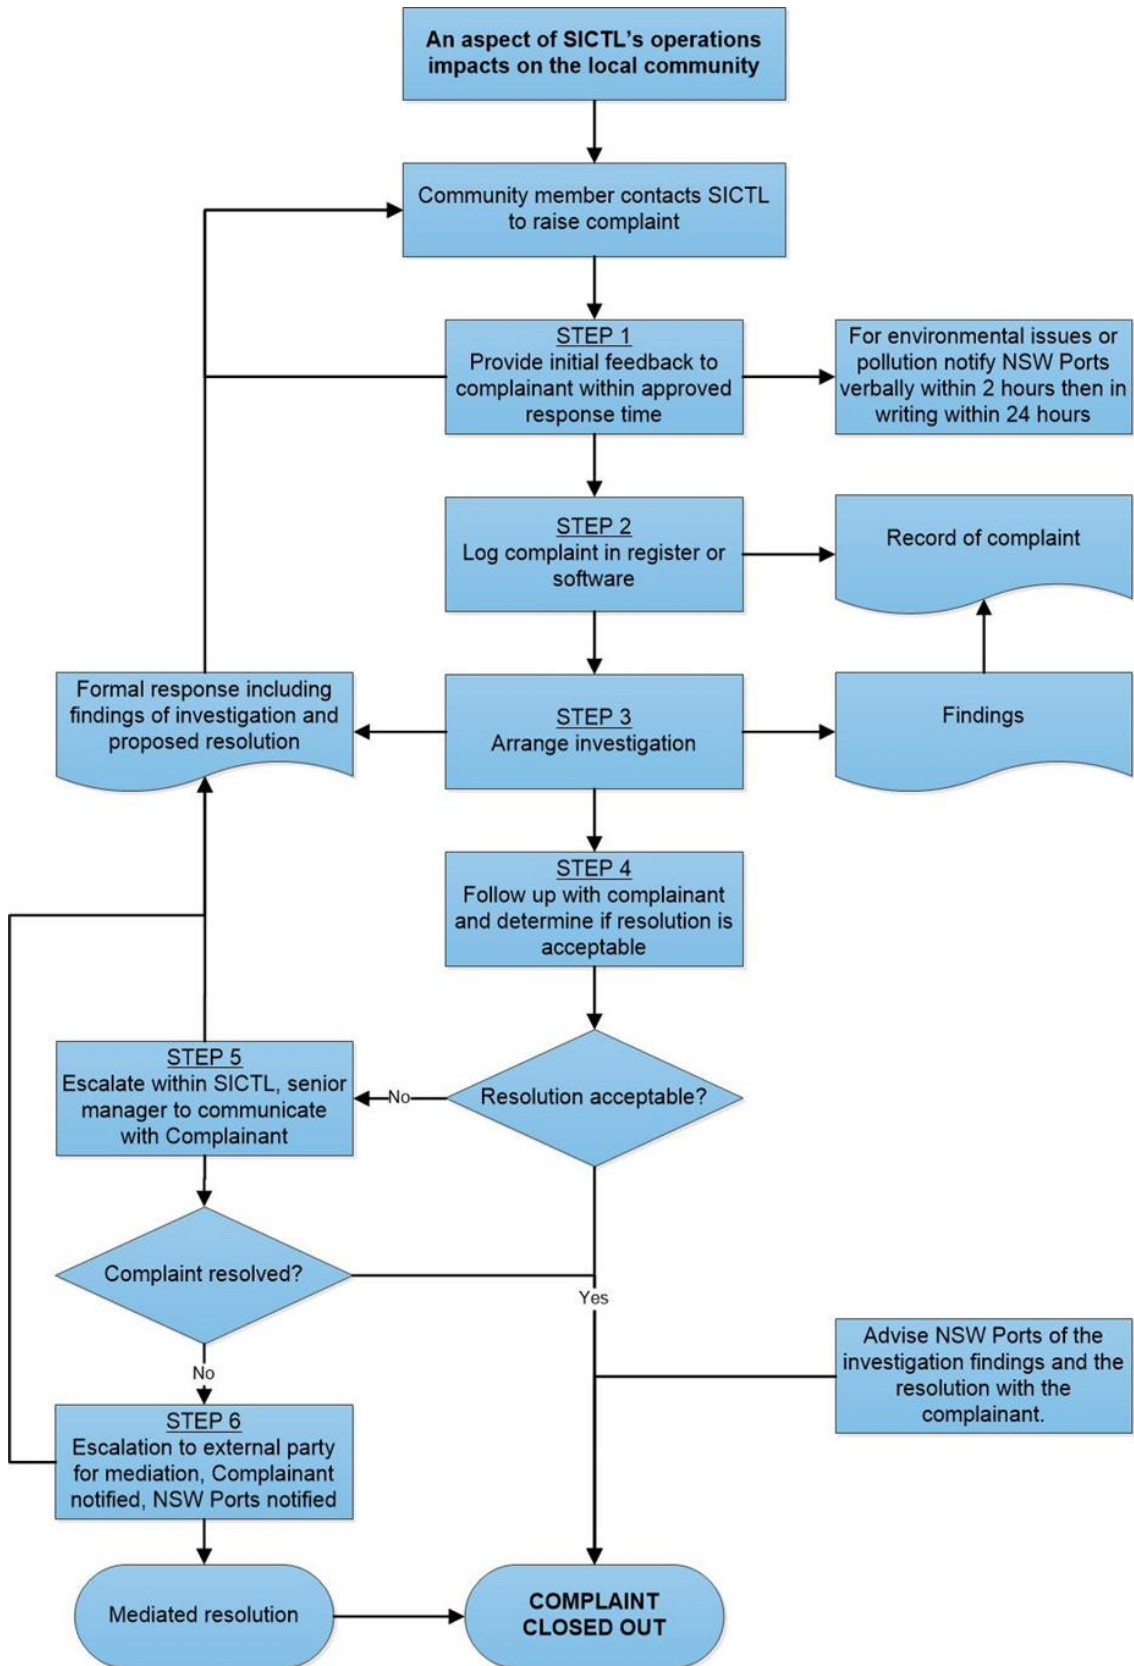 An aspect of SICTL's operations
impacts on the local community
Community member contacts SICTL
to raise complaint
STEP 1
Provide initial feedback to
complainant within approved
response time
For environmental issues or
pollution notify NSW Ports
verbally within 2 hours then in
writing within 24 hours
STEP 2
Log complaint in register or
software
Record of complaint
Formal response including
findings of investigation and
proposed resolution
STEP 3
Arrange investigation
Findings
STEP 4
Follow up with complainant
and determine if resolution is
acceptable
STEP 5
Escalate within SICTL, senior
manager to communicate
with Complainant
No
Resolution acceptable?
Complaint resolved?
Yes
No
Advise NSW Ports of the
investigation findings and the
resolution with the
complainant.
STEP 6
Escalation to external party
for mediation, Complainant
notified, NSW Ports notified
Mediated resolution
COMPLAINT
CLOSED OUT